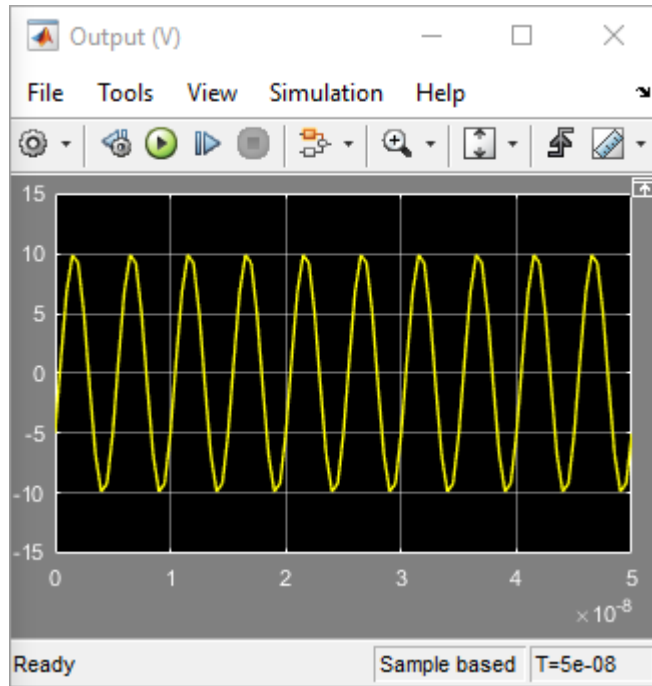 Output (V)
File Tools View Simulation Help
15
10
5
0
-5
-10
-15
0 1 2 3 4 5
×10-8
Ready Sample based T=5e-08